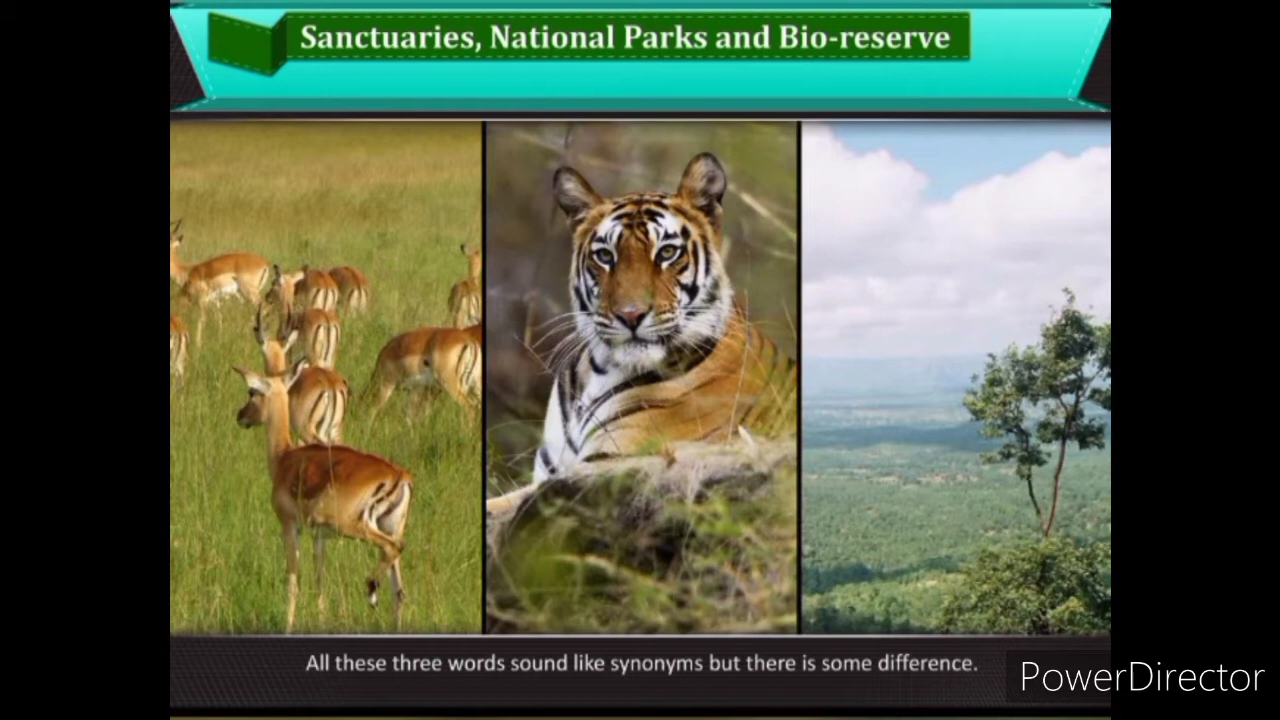 Sanctuaries, National Parks and Bio-reserve
All these three words sound like synonyms but there is some difference.
PowerDirector